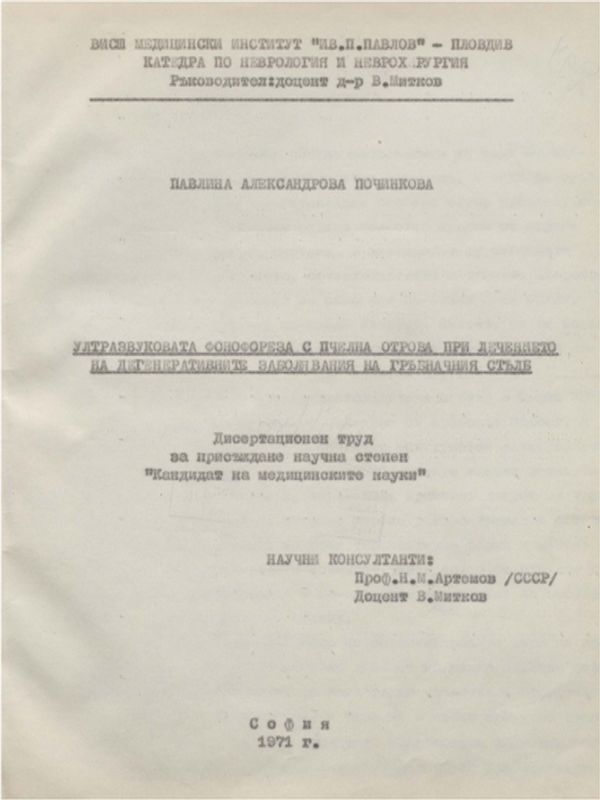 ВИСШ МЕДИЦИНСКИ ИНСТИТУТ "ИВ.П.ПАВЛОВ" - ПЛОВДИВ
КАТЕДРА ПО НЕВРОЛОГИЯ И НЕВРОХИРУРГИЯ
Ръководител:доцент д-р В.Митков
ПАВЛИНА АЛЕКСАНДРОВА ПОЧИНКОВА
УЛТРАЗВУКОВАТА ФОНОФОРЕЗА С ПЧЕЛНА ОТРОВА ПРИ ЛЕЧЕНИЕТО
НА ДЕГЕНЕРАТИВНИТЕ ЗАБОЛЯВАНИЯ НА ГРЪБНАЧНИЯ СТЪЛБ
Дисертационен труд
за присъждане научна степен
"Кандидат на медицинските науки"
НАУЧНИ КОНСУЛТАНТИ:
Проф.Н.М.Артемов /СССР/
Доцент В.Митков
София
1971 г.